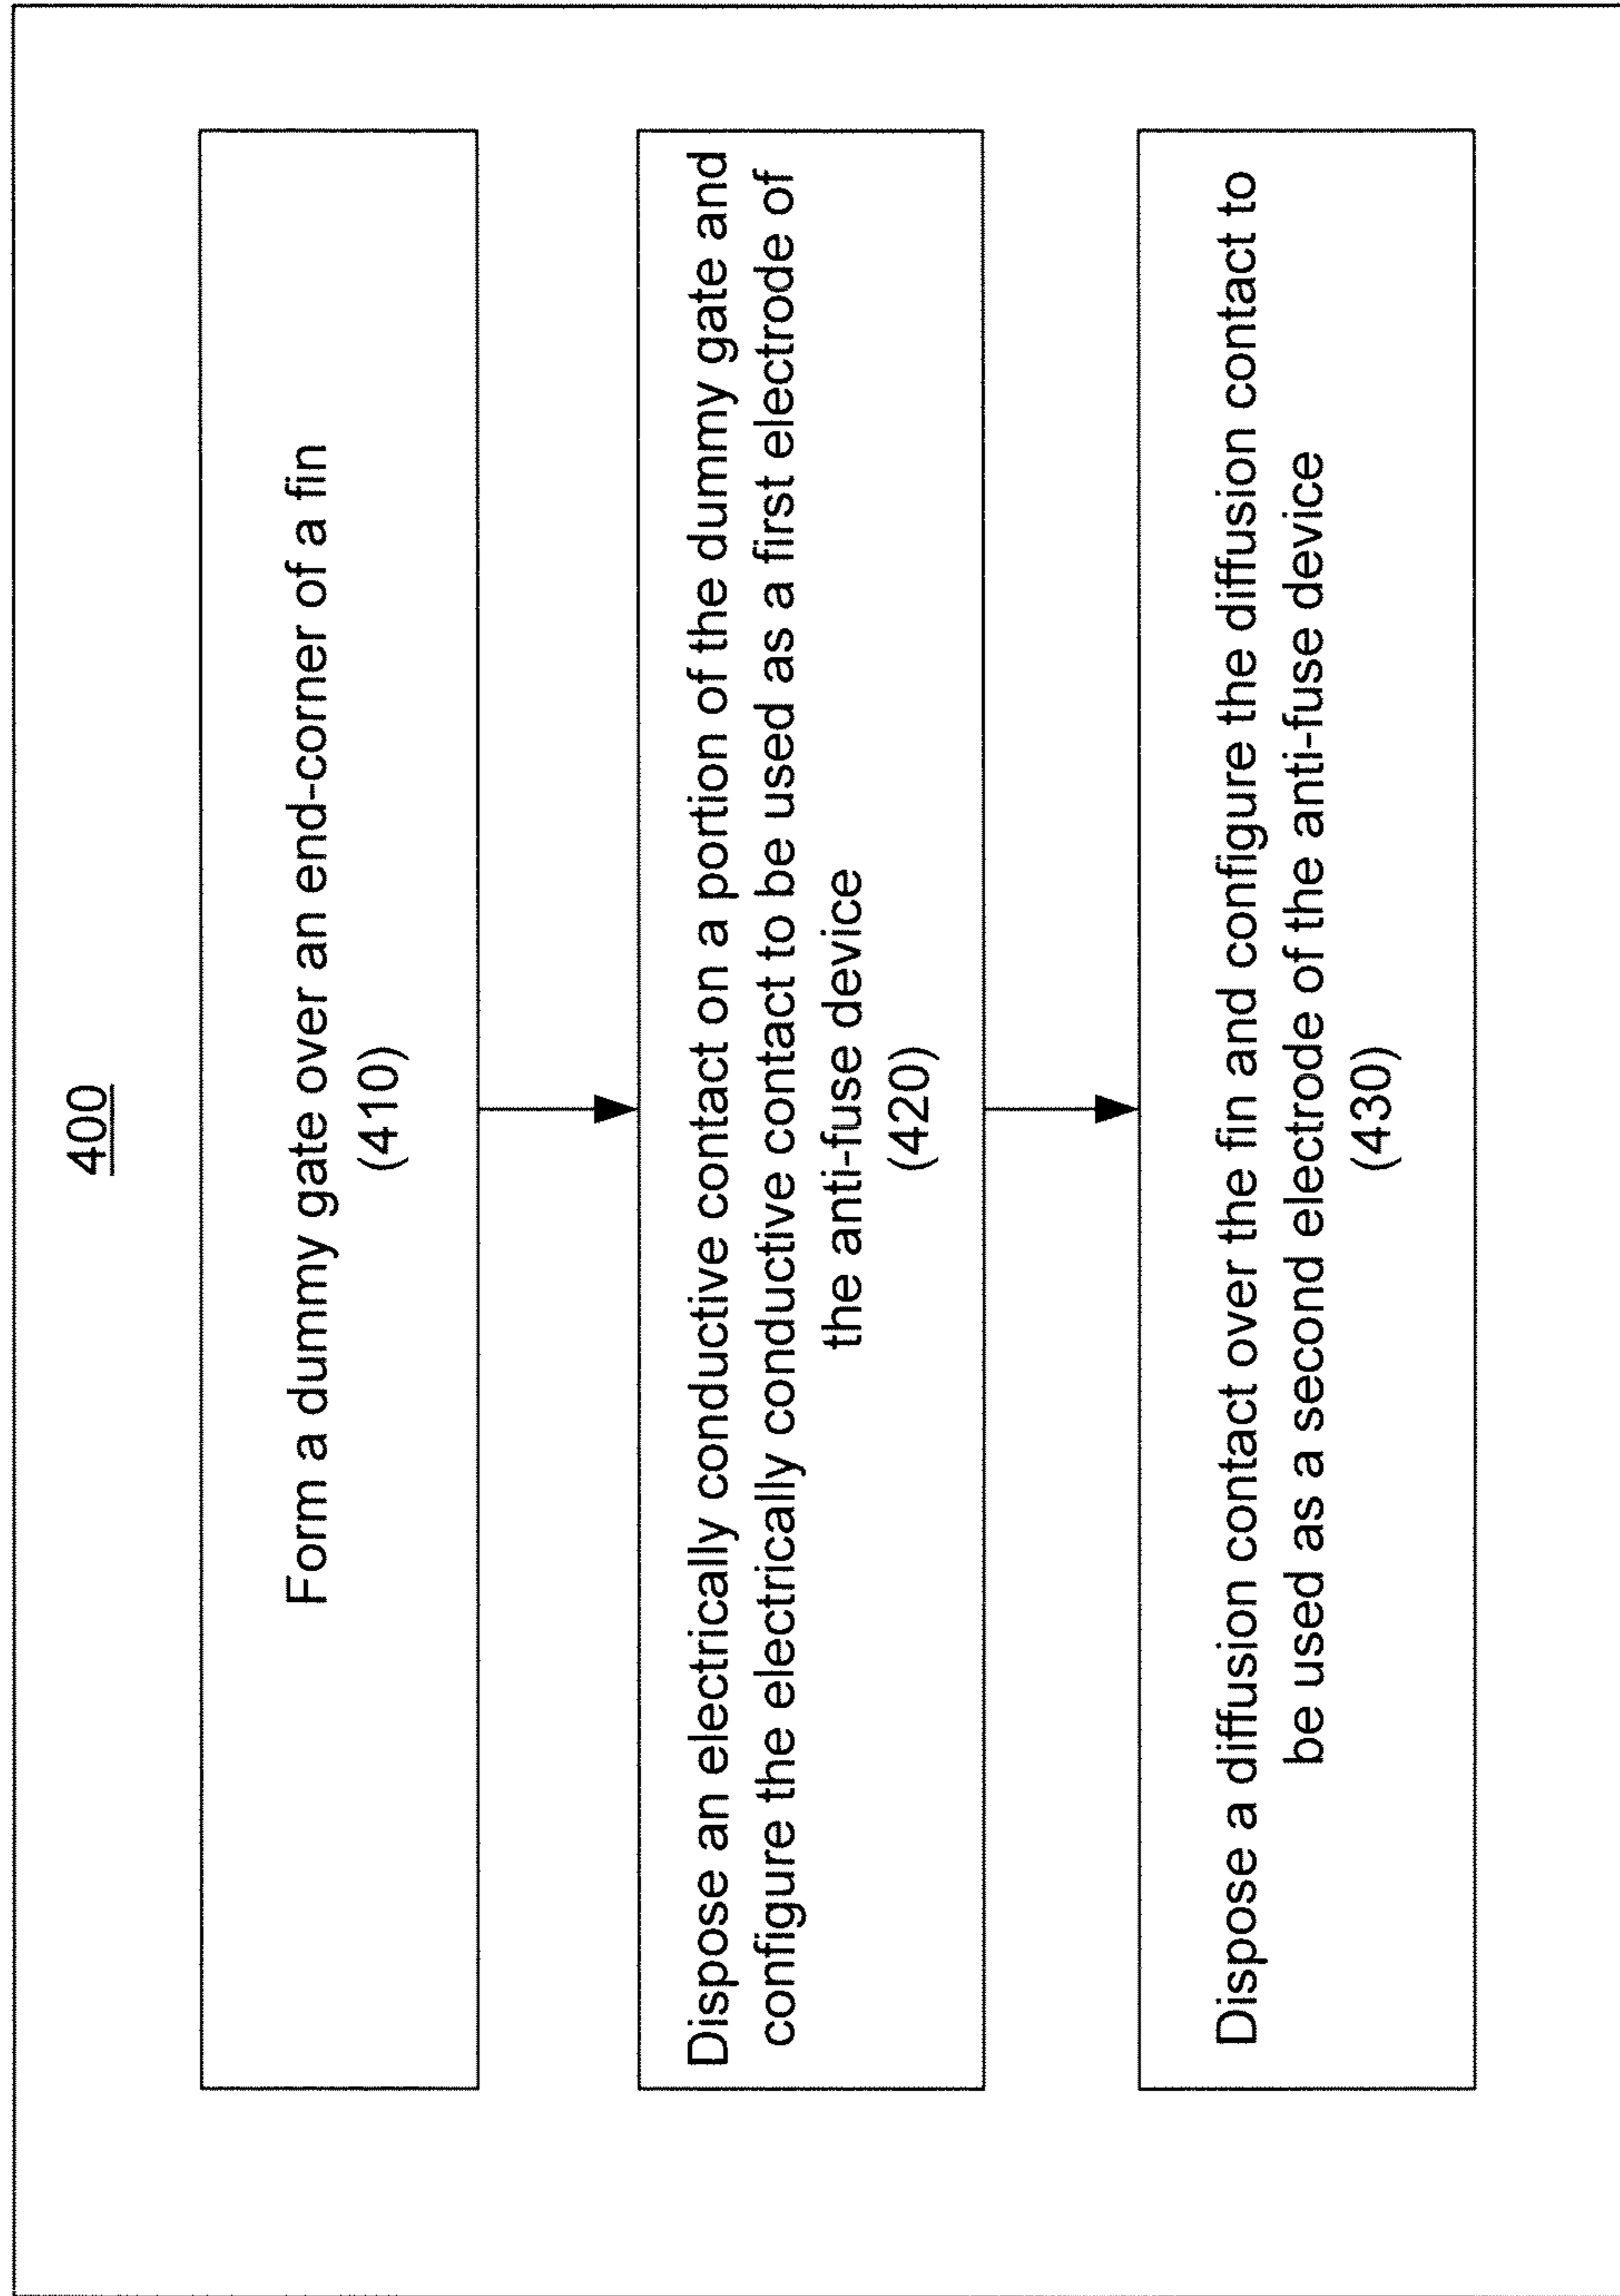 400
Form a dummy gate over an end-corner of a fin
(410)
Dispose an electrically conductive contact on a portion of the dummy gate and
configure the electrically conductive contact to be used as a first electrode of
the anti-fuse device
(420)
Dispose a diffusion contact over the fin and configure the diffusion contact to
be used as a second electrode of the anti-fuse device
(430)